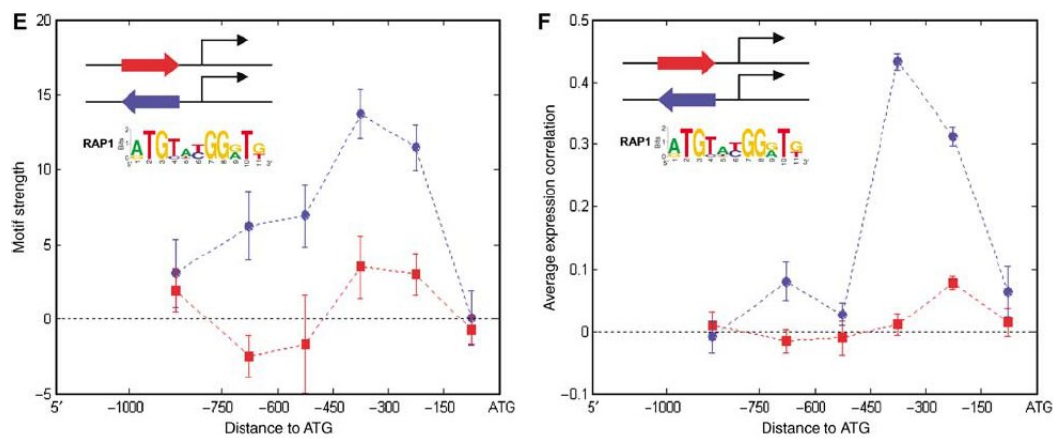 E
20
15
10
5
0
−5
Motif strength
RAP1
Bits
5′
−1000
−750
−600
−450
−300
−150
ATG
Distance to ATG
F
0.5
0.4
0.3
0.2
0.1
0
−0.1
Average expression correlation
RAP1
Bits
5′
−1000
−750
−600
−450
−300
−150
ATG
Distance to ATG